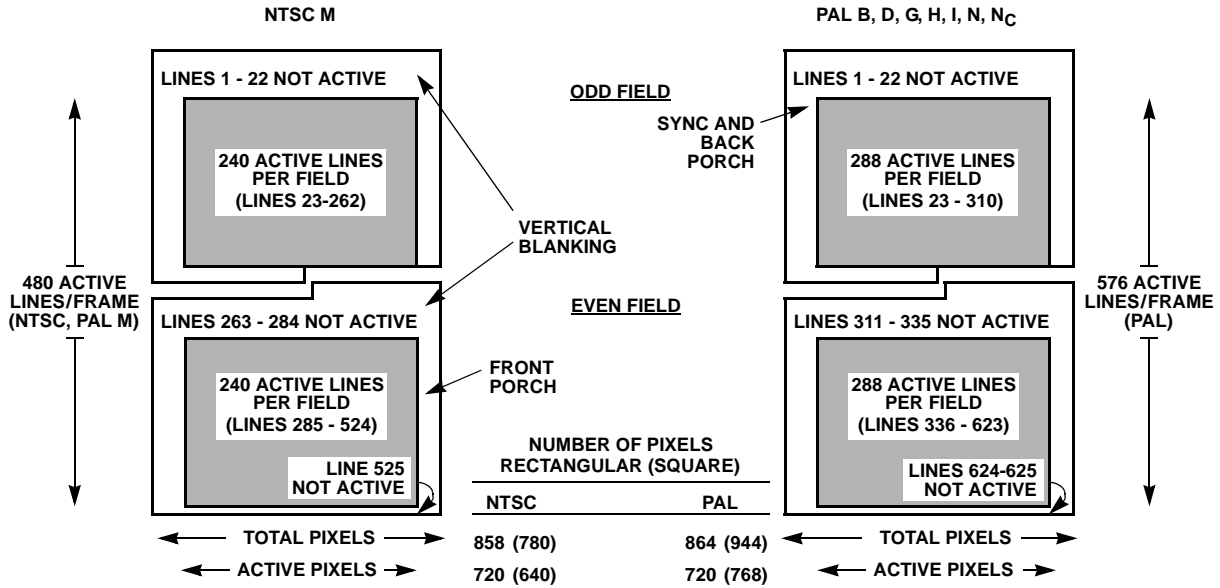 NTSC M
PAL B, D, G, H, I, N, NC
LINES 1 - 22 NOT ACTIVE
240 ACTIVE LINES
PER FIELD
(LINES 23-262)
ODD FIELD
SYNC AND
BACK
PORCH
LINES 1 - 22 NOT ACTIVE
288 ACTIVE LINES
PER FIELD
(LINES 23 - 310)
VERTICAL
BLANKING
480 ACTIVE
LINES/FRAME
(NTSC, PAL M)
576 ACTIVE
LINES/FRAME
(PAL)
EVEN FIELD
LINES 263 - 284 NOT ACTIVE
240 ACTIVE LINES
PER FIELD
(LINES 285 - 524)
LINE 525
NOT ACTIVE
FRONT
PORCH
LINES 311 - 335 NOT ACTIVE
288 ACTIVE LINES
PER FIELD
(LINES 336 - 623)
LINES 624-625
NOT ACTIVE
NUMBER OF PIXELS
RECTANGULAR (SQUARE)
NTSC PAL
TOTAL PIXELS 858 (780) 864 (944) TOTAL PIXELS
ACTIVE PIXELS 720 (640) 720 (768) ACTIVE PIXELS